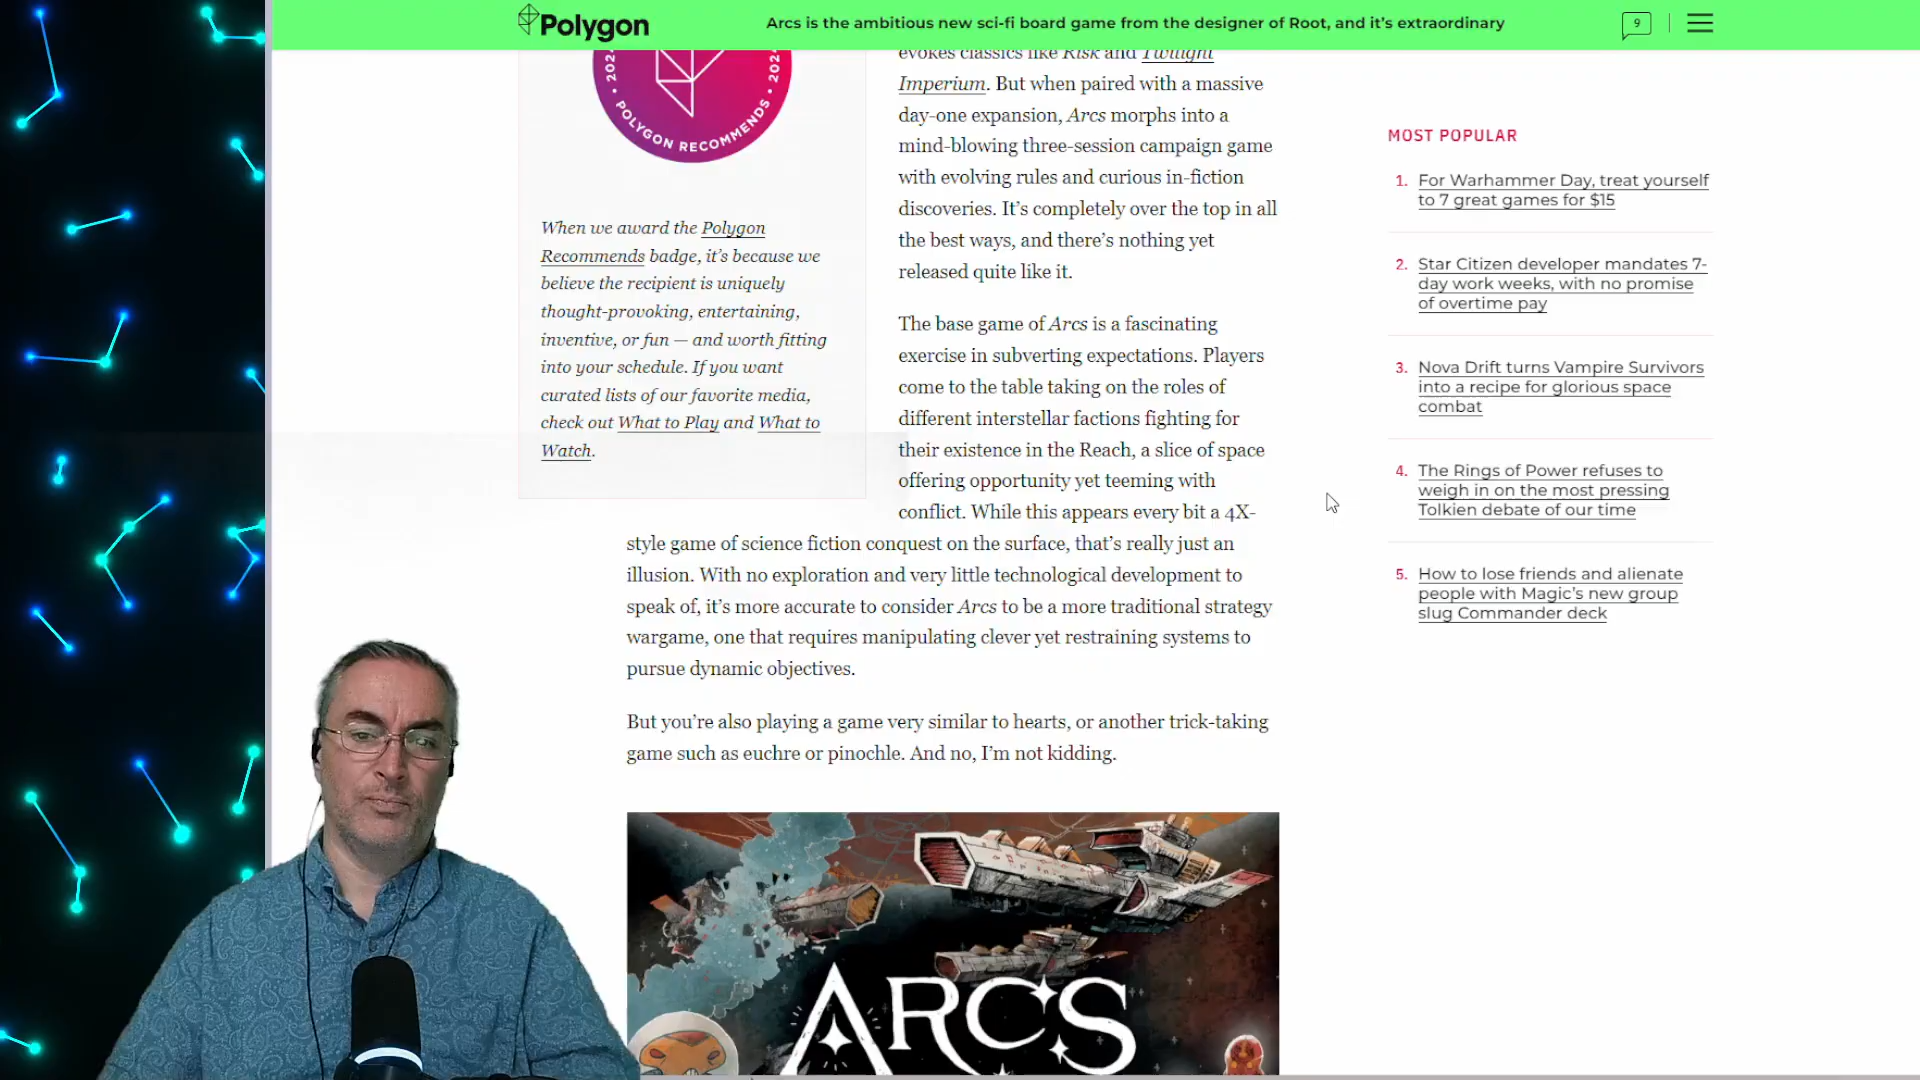 Polygon
Arcs is the ambitious new sci-fi board game from the designer of Root, and it's extraordinary
9
202
202
POLYGON RECOMMENDS
When we award the Polygon
Recommends badge, it's because we
believe the recipient is uniquely
thought-provoking, entertaining,
inventive, or fun — and worth fitting
into your schedule. If you want
curated lists of our favorite media,
check out What to Play and What to
Watch.
evokes classics like Risk and Twilight
Imperium. But when paired with a massive
day-one expansion, Arcs morphs into a
mind-blowing three-session campaign game
with evolving rules and curious in-fiction
discoveries. It's completely over the top in all
the best ways, and there's nothing yet
released quite like it.
The base game of Arcs is a fascinating
exercise in subverting expectations. Players
come to the table taking on the roles of
different interstellar factions fighting for
their existence in the Reach, a slice of space
offering opportunity yet teeming with
conflict. While this appears every bit a 4X-
style game of science fiction conquest on the surface, that's really just an
illusion. With no exploration and very little technological development to
speak of, it's more accurate to consider Arcs to be a more traditional strategy
wargame, one that requires manipulating clever yet restraining systems to
pursue dynamic objectives.
But you're also playing a game very similar to hearts, or another trick-taking
game such as euchre or pinochle. And no, I'm not kidding.
ARCS
MOST POPULAR
1. For Warhammer Day, treat yourself
to 7 great games for $15
2. Star Citizen developer mandates 7-
day work weeks, with no promise
of overtime pay
3. Nova Drift turns Vampire Survivors
into a recipe for glorious space
combat
4. The Rings of Power refuses to
weigh in on the most pressing
Tolkien debate of our time
5. How to lose friends and alienate
people with Magic's new group
slug Commander deck